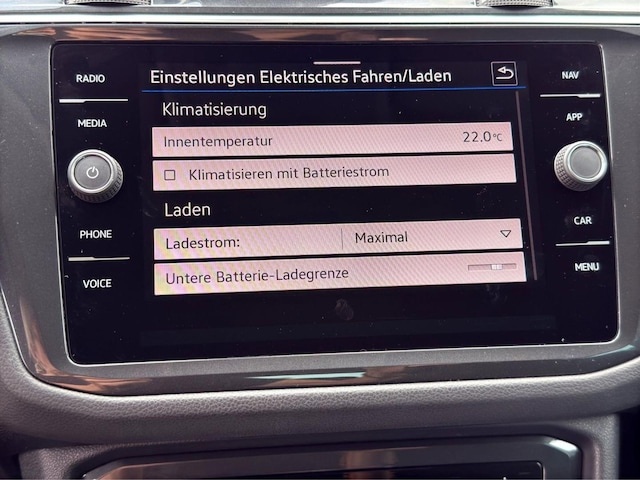 RADIO
MEDIA
PHONE
VOICE
Einstellungen Elektrisches Fahren/Laden
Klimatisierung
Innentemperatur 22.0°C
Klimatisieren mit Batteriestrom
Laden
Ladestrom: Maximal
Untere Batterie-Ladegrenze
NAV
APP
CAR
MENU